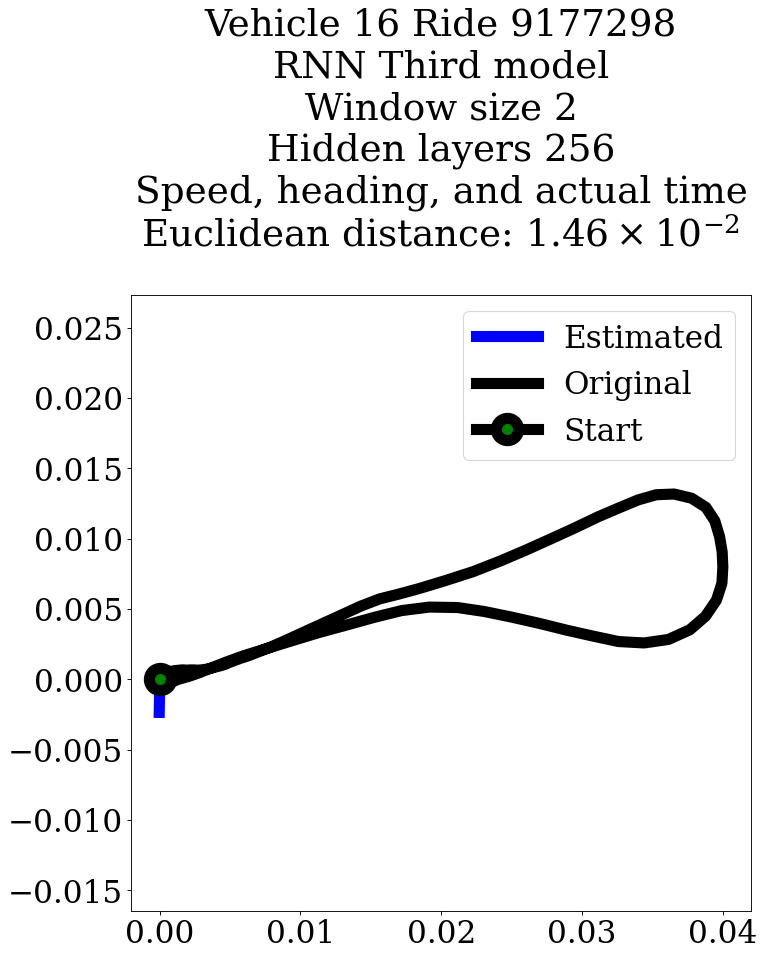 Vehicle 16 Ride 9177298
RNN Third model
Window size 2
Hidden layers 256
Speed, heading, and actual time
Euclidean distance: 1.46 × 10⁻²
Estimated
Original
Start
0.025
0.020
0.015
0.010
0.005
0.000
−0.005
−0.010
−0.015
0.00 0.01 0.02 0.03 0.04